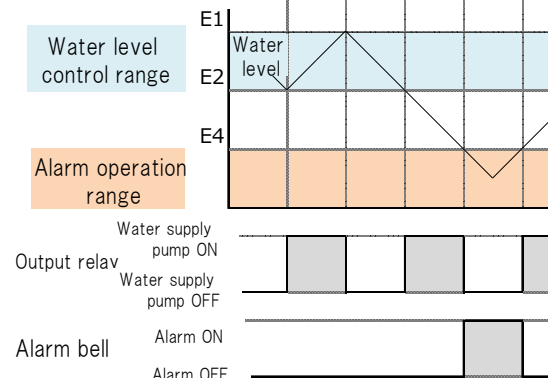 E1
Water level
control range
Water
level
E2
E4
Alarm operation
range
Water supply
pump ON
Output relay
Water supply
pump OFF
Alarm ON
Alarm bell
Alarm OFF